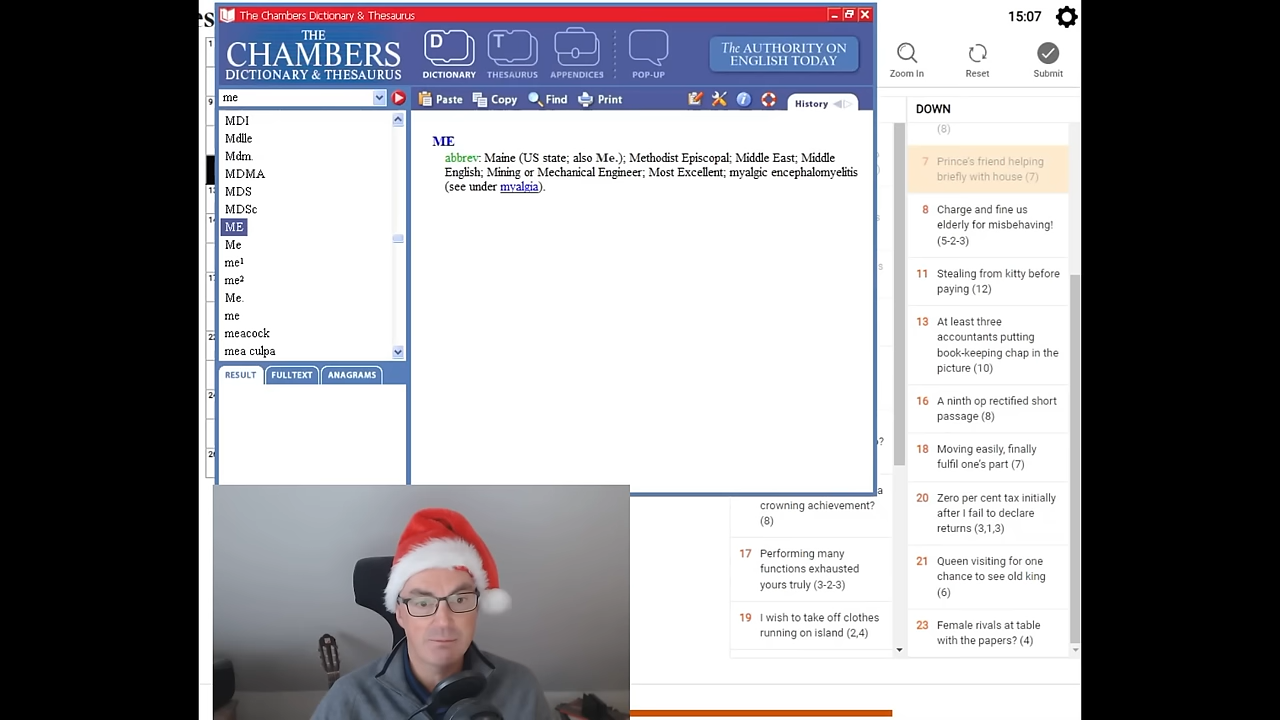 es
The Chambers Dictionary & Thesaurus
15:07
THE
CHAMBERS
DICTIONARY & THESAURUS
D
DICTIONARY
T
THESAURUS
APPENDICES
POP-UP
The AUTHORITY ON
ENGLISH TODAY
Zoom In
Reset
Submit
me
Paste
Copy
Find
Print
History
MDI
Mdlle
Mdm.
MDMA
MDS
MDSc
ME
Me
me¹
me²
Me.
me
meacock
mea culpa
RESULT
FULLTEXT
ANAGRAMS
ME
abbrev: Maine (US state; also Me.); Methodist Episcopal; Middle East; Middle
English; Mining or Mechanical Engineer; Most Excellent; myalgic encephalomyelitis
(see under myalgia).
1
9
14
17
24
s
?
a
crowning achievement?
(8)
17 Performing many
functions exhausted
yours truly (3-2-3)
19 I wish to take off clothes
running on island (2,4)
DOWN
(8)
7 Prince's friend helping
briefly with house (7)
8 Charge and fine us
elderly for misbehaving!
(5-2-3)
11 Stealing from kitty before
paying (12)
13 At least three
accountants putting
book-keeping chap in the
picture (10)
16 A ninth op rectified short
passage (8)
18 Moving easily, finally
fulfil one's part (7)
20 Zero per cent tax initially
after I fail to declare
returns (3,1,3)
21 Queen visiting for one
chance to see old king
(6)
23 Female rivals at table
with the papers? (4)